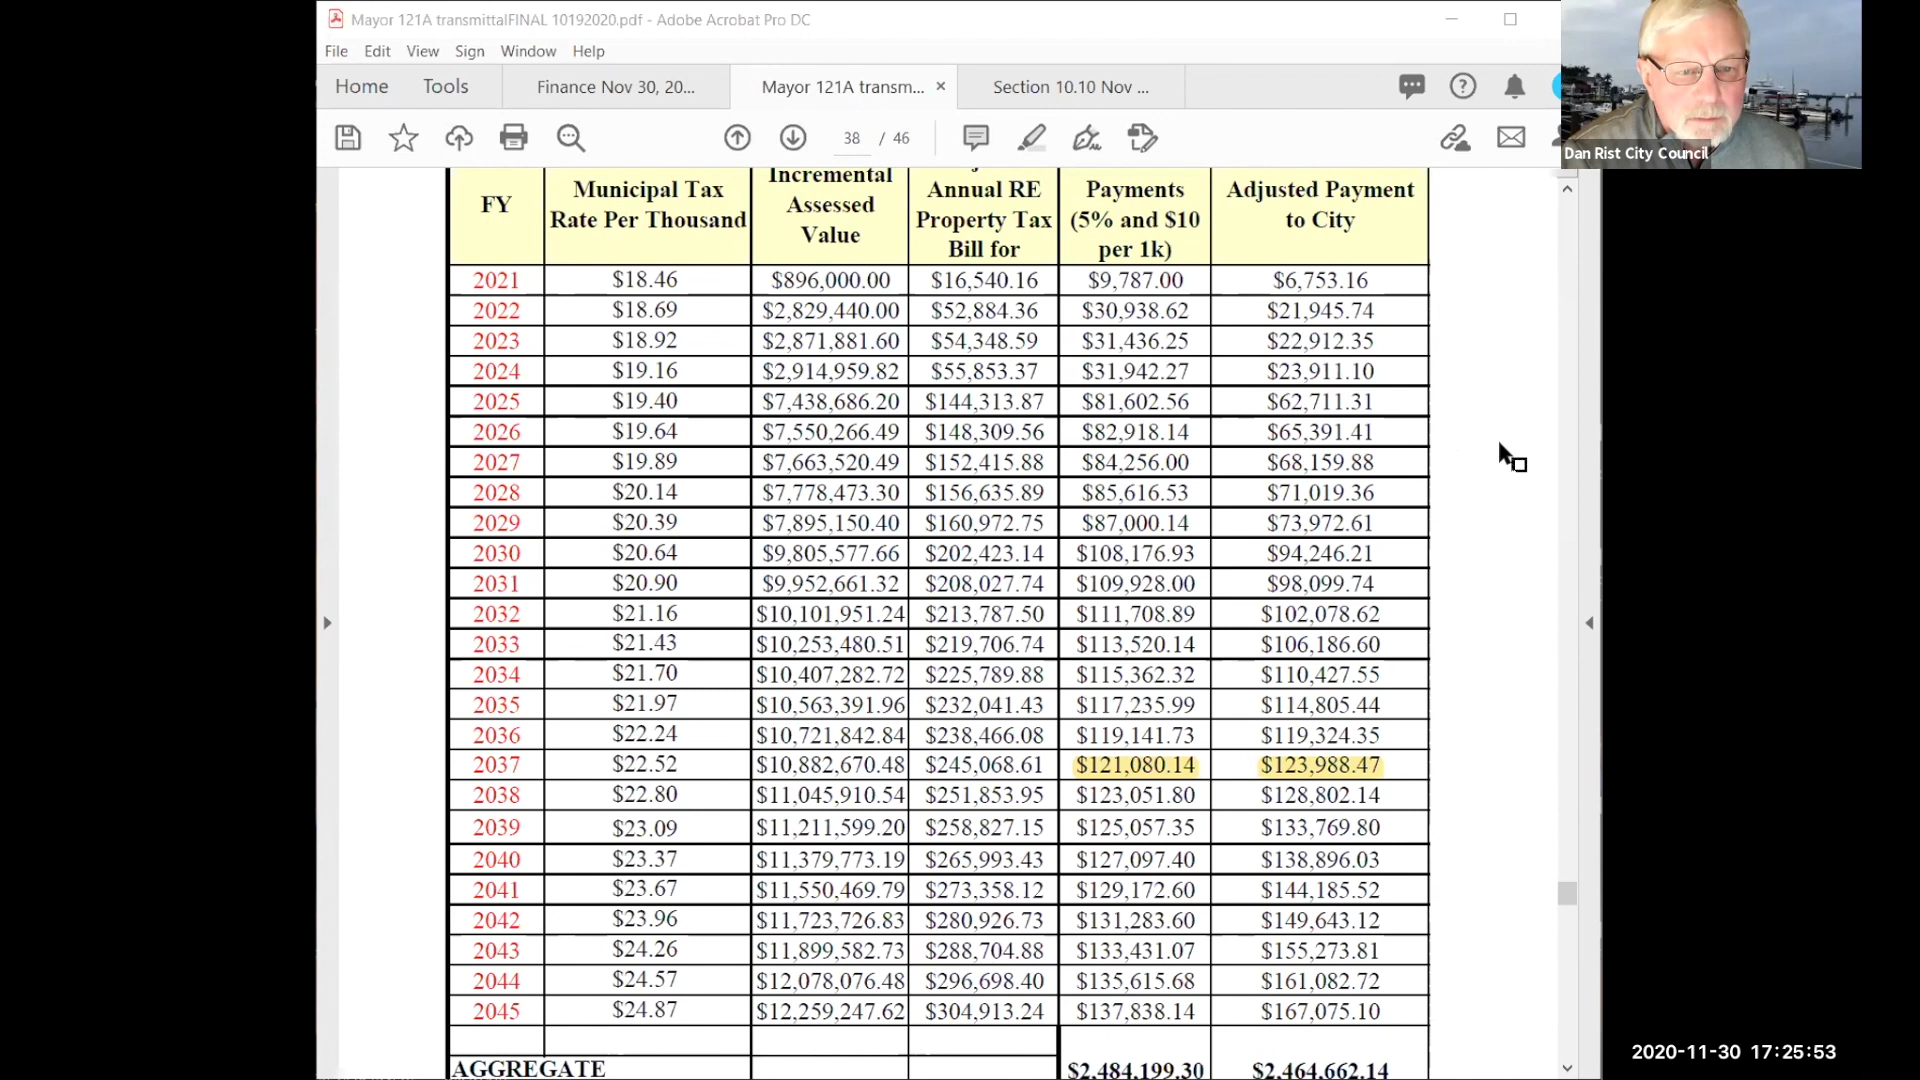 Mayor 121A transmittalFINAL 10192020.pdf - Adobe Acrobat Pro DC
File Edit View Sign Window Help
Home Tools Finance Nov 30, 20... Mayor 121A transm... × Section 10.10 Nov ...
38 / 46
Dan Rist City Council
FY
Municipal Tax
Rate Per Thousand
Incremental
Assessed
Value
Annual RE
Property Tax
Bill for
Payments
(5% and $10
per 1k)
Adjusted Payment
to City
2021 $18.46 $896,000.00 $16,540.16 $9,787.00 $6,753.16
2022 $18.69 $2,829,440.00 $52,884.36 $30,938.62 $21,945.74
2023 $18.92 $2,871,881.60 $54,348.59 $31,436.25 $22,912.35
2024 $19.16 $2,914,959.82 $55,853.37 $31,942.27 $23,911.10
2025 $19.40 $7,438,686.20 $144,313.87 $81,602.56 $62,711.31
2026 $19.64 $7,550,266.49 $148,309.56 $82,918.14 $65,391.41
2027 $19.89 $7,663,520.49 $152,415.88 $84,256.00 $68,159.88
2028 $20.14 $7,778,473.30 $156,635.89 $85,616.53 $71,019.36
2029 $20.39 $7,895,150.40 $160,972.75 $87,000.14 $73,972.61
2030 $20.64 $9,805,577.66 $202,423.14 $108,176.93 $94,246.21
2031 $20.90 $9,952,661.32 $208,027.74 $109,928.00 $98,099.74
2032 $21.16 $10,101,951.24 $213,787.50 $111,708.89 $102,078.62
2033 $21.43 $10,253,480.51 $219,706.74 $113,520.14 $106,186.60
2034 $21.70 $10,407,282.72 $225,789.88 $115,362.32 $110,427.55
2035 $21.97 $10,563,391.96 $232,041.43 $117,235.99 $114,805.44
2036 $22.24 $10,721,842.84 $238,466.08 $119,141.73 $119,324.35
2037 $22.52 $10,882,670.48 $245,068.61 $121,080.14 $123,988.47
2038 $22.80 $11,045,910.54 $251,853.95 $123,051.80 $128,802.14
2039 $23.09 $11,211,599.20 $258,827.15 $125,057.35 $133,769.80
2040 $23.37 $11,379,773.19 $265,993.43 $127,097.40 $138,896.03
2041 $23.67 $11,550,469.79 $273,358.12 $129,172.60 $144,185.52
2042 $23.96 $11,723,726.83 $280,926.73 $131,283.60 $149,643.12
2043 $24.26 $11,899,582.73 $288,704.88 $133,431.07 $155,273.81
2044 $24.57 $12,078,076.48 $296,698.40 $135,615.68 $161,082.72
2045 $24.87 $12,259,247.62 $304,913.24 $137,838.14 $167,075.10
AGGREGATE $2,484,199.30 $2,464,662.14
2020-11-30 17:25:53